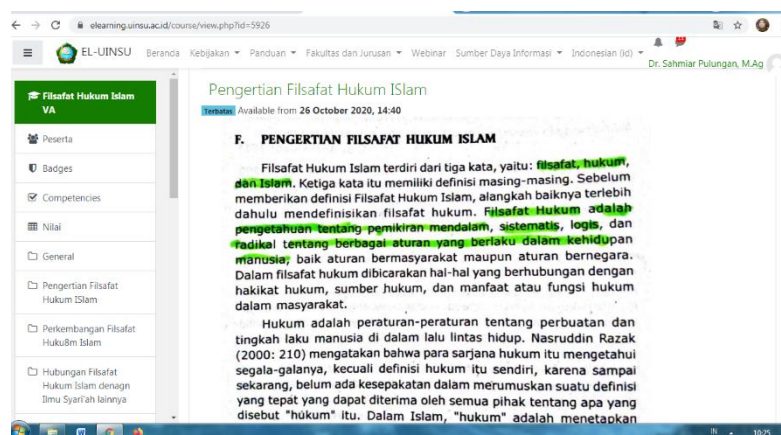 elearning.uinsu.ac.id/course/view.php?id=5926
EL-UINSU Beranda Kebijakan Panduan Fakultas dan Jurusan Webinar Sumber Daya Informasi Indonesian (id)
Dr. Sahmiar Pulungan, M.Ag
Filsafat Hukum Islam
VA
Peserta
Badges
Competencies
Nilai
General
Pengertian Filsafat
Hukum ISlam
Perkembangan Filsafat
Huku8m Islam
Hubungan Filsafat
Hukum Islam denagn
Ilmu Syari'ah lainnya
Pengertian Filsafat Hukum ISlam
Terbatas Available from 26 October 2020, 14:40
F. PENGERTIAN FILSAFAT HUKUM ISLAM
Filsafat Hukum Islam terdiri dari tiga kata, yaitu: filsafat, hukum,
dan Islam. Ketiga kata itu memiliki definisi masing-masing. Sebelum
memberikan definisi Filsafat Hukum Islam, alangkah baiknya terlebih
dahulu mendefinisikan filsafat hukum. Filsafat Hukum adalah
pengetahuan tentang pemikiran mendalam, sistematis, logis, dan
radikal tentang berbagai aturan yang berlaku dalam kehidupan
manusia, baik aturan bermasyarakat maupun aturan bernegara.
Dalam filsafat hukum dibicarakan hal-hal yang berhubungan dengan
hakikat hukum, sumber hukum, dan manfaat atau fungsi hukum
dalam masyarakat.
Hukum adalah peraturan-peraturan tentang perbuatan dan
tingkah laku manusia di dalam lalu lintas hidup. Nasruddin Razak
(2000: 210) mengatakan bahwa para sarjana hukum itu mengetahui
segala-galanya, kecuali definisi hukum itu sendiri, karena sampai
sekarang, belum ada kesepakatan dalam merumuskan suatu definisi
yang tepat yang dapat diterima oleh semua pihak tentang apa yang
disebut "hukum" itu. Dalam Islam, "hukum" adalah menetapkan
IN 10:25